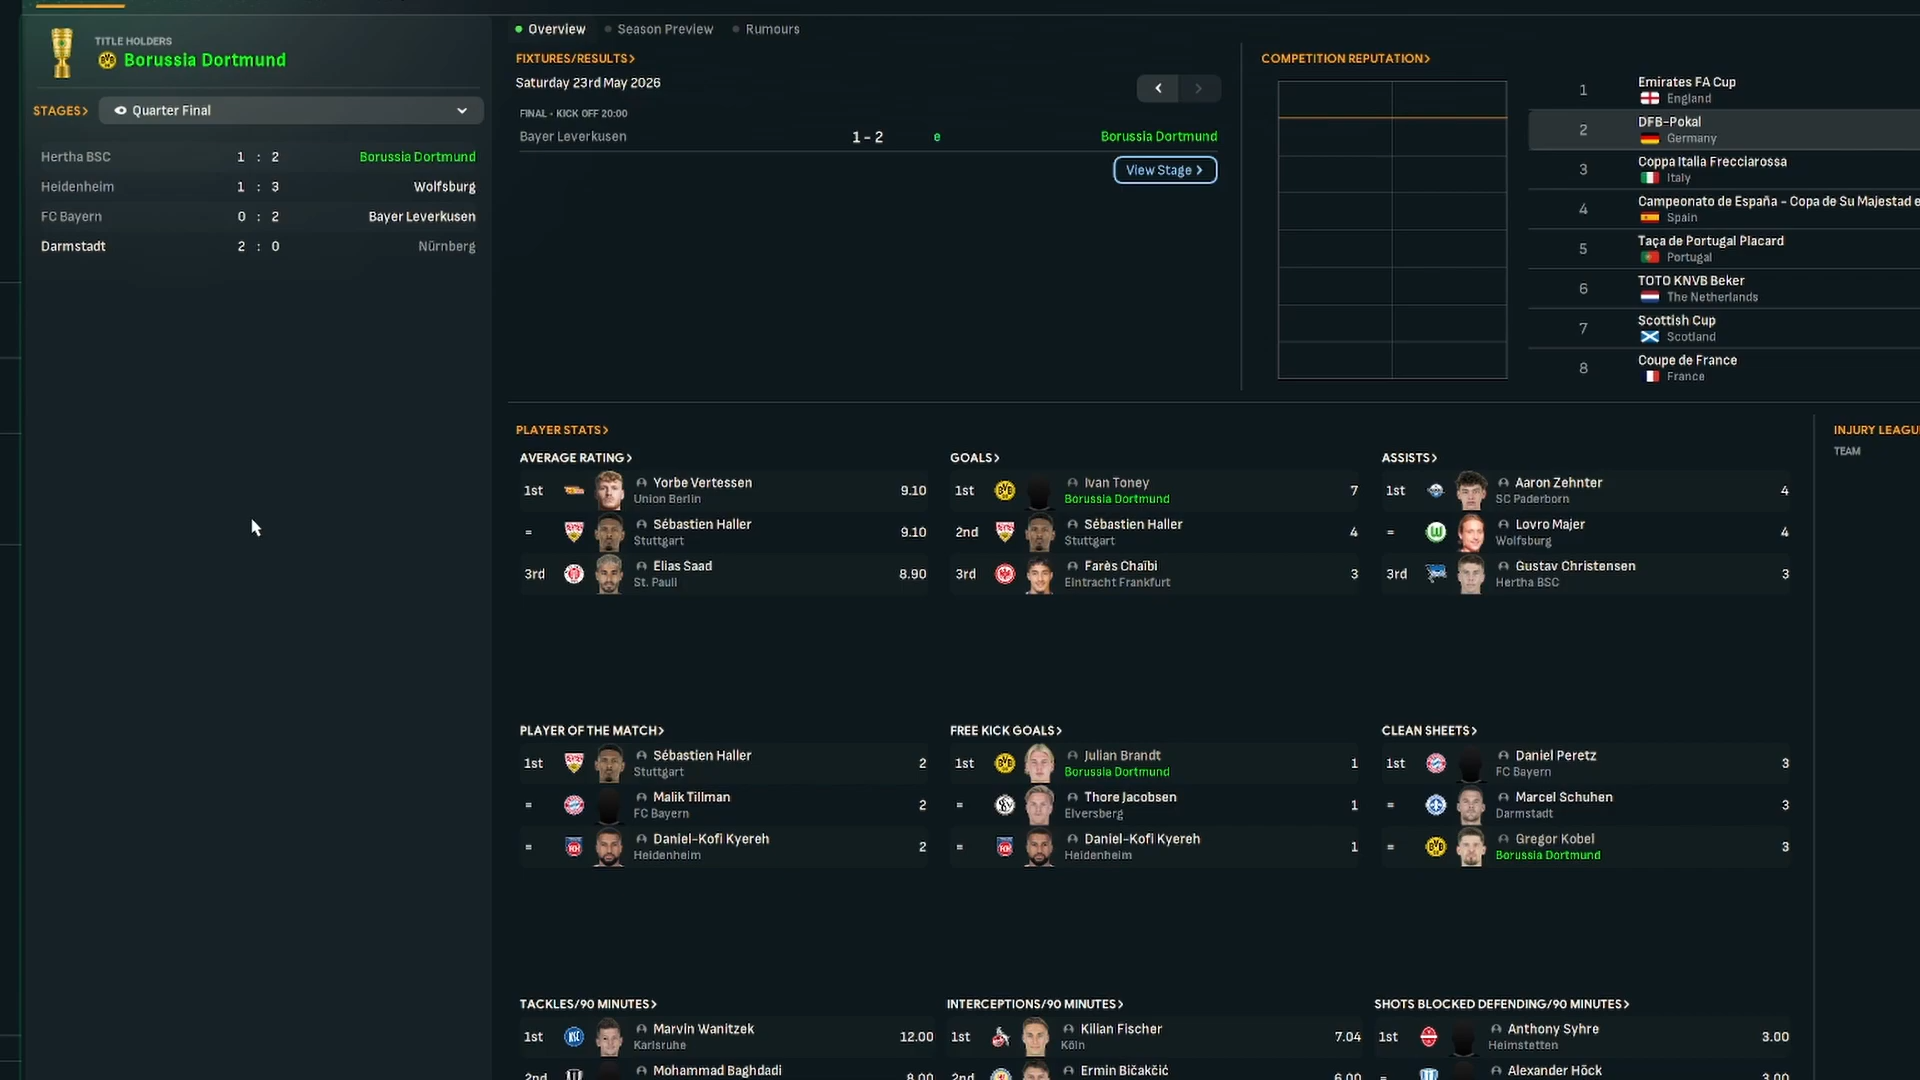 TITLE HOLDERS
Borussia Dortmund
STAGES> Quarter Final
Hertha BSC 1 : 2 Borussia Dortmund
Heidenheim 1 : 3 Wolfsburg
FC Bayern 0 : 2 Bayer Leverkusen
Darmstadt 2 : 0 Nürnberg
Overview Season Preview Rumours
FIXTURES/RESULTS>
Saturday 23rd May 2026
FINAL - KICK OFF 20:00
Bayer Leverkusen 1 - 2 e Borussia Dortmund
View Stage >
COMPETITION REPUTATION>
1 Emirates FA Cup
England
2 DFB-Pokal
Germany
3 Coppa Italia Frecciarossa
Italy
4 Campeonato de España - Copa de Su Majestad e
Spain
5 Taça de Portugal Placard
Portugal
6 TOTO KNVB Beker
The Netherlands
7 Scottish Cup
Scotland
8 Coupe de France
France
PLAYER STATS>
AVERAGE RATING>
1st Yorbe Vertessen 9.10
Union Berlin
= Sébastien Haller 9.10
Stuttgart
3rd Elias Saad 8.90
St. Pauli
GOALS>
1st Ivan Toney 7
Borussia Dortmund
2nd Sébastien Haller 4
Stuttgart
3rd Farès Chaïbi 3
Eintracht Frankfurt
ASSISTS>
1st Aaron Zehnter 4
SC Paderborn
= Lovro Majer 4
Wolfsburg
3rd Gustav Christensen 3
Hertha BSC
INJURY LEAGU
TEAM
PLAYER OF THE MATCH>
1st Sébastien Haller 2
Stuttgart
= Malik Tillman 2
FC Bayern
= Daniel-Kofi Kyereh 2
Heidenheim
FREE KICK GOALS>
1st Julian Brandt 1
Borussia Dortmund
= Thore Jacobsen 1
Elversberg
= Daniel-Kofi Kyereh 1
Heidenheim
CLEAN SHEETS>
1st Daniel Peretz 3
FC Bayern
= Marcel Schuhen 3
Darmstadt
= Gregor Kobel 3
Borussia Dortmund
TACKLES/90 MINUTES>
1st Marvin Wanitzek 12.00
Karlsruhe
2nd Mohammad Baghdadi 8.00
INTERCEPTIONS/90 MINUTES>
1st Kilian Fischer 7.04
Köln
2nd Ermin Bičakčić 6.00
SHOTS BLOCKED DEFENDING/90 MINUTES>
1st Anthony Syhre 3.00
Heimstetten
= Alexander Höck 3.00